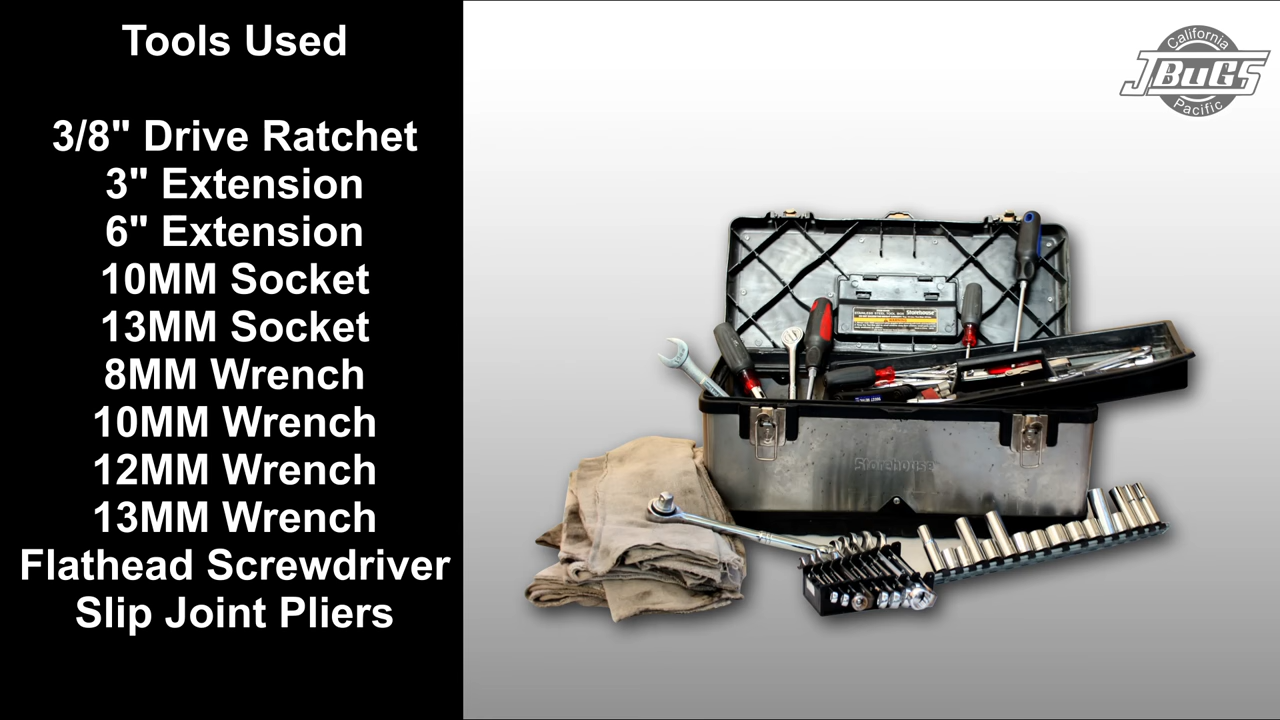 Tools Used
3/8" Drive Ratchet
3" Extension
6" Extension
10MM Socket
13MM Socket
8MM Wrench
10MM Wrench
12MM Wrench
13MM Wrench
Flathead Screwdriver
Slip Joint Pliers
California
JBUGS
Pacific
Storehouse
Storehouse